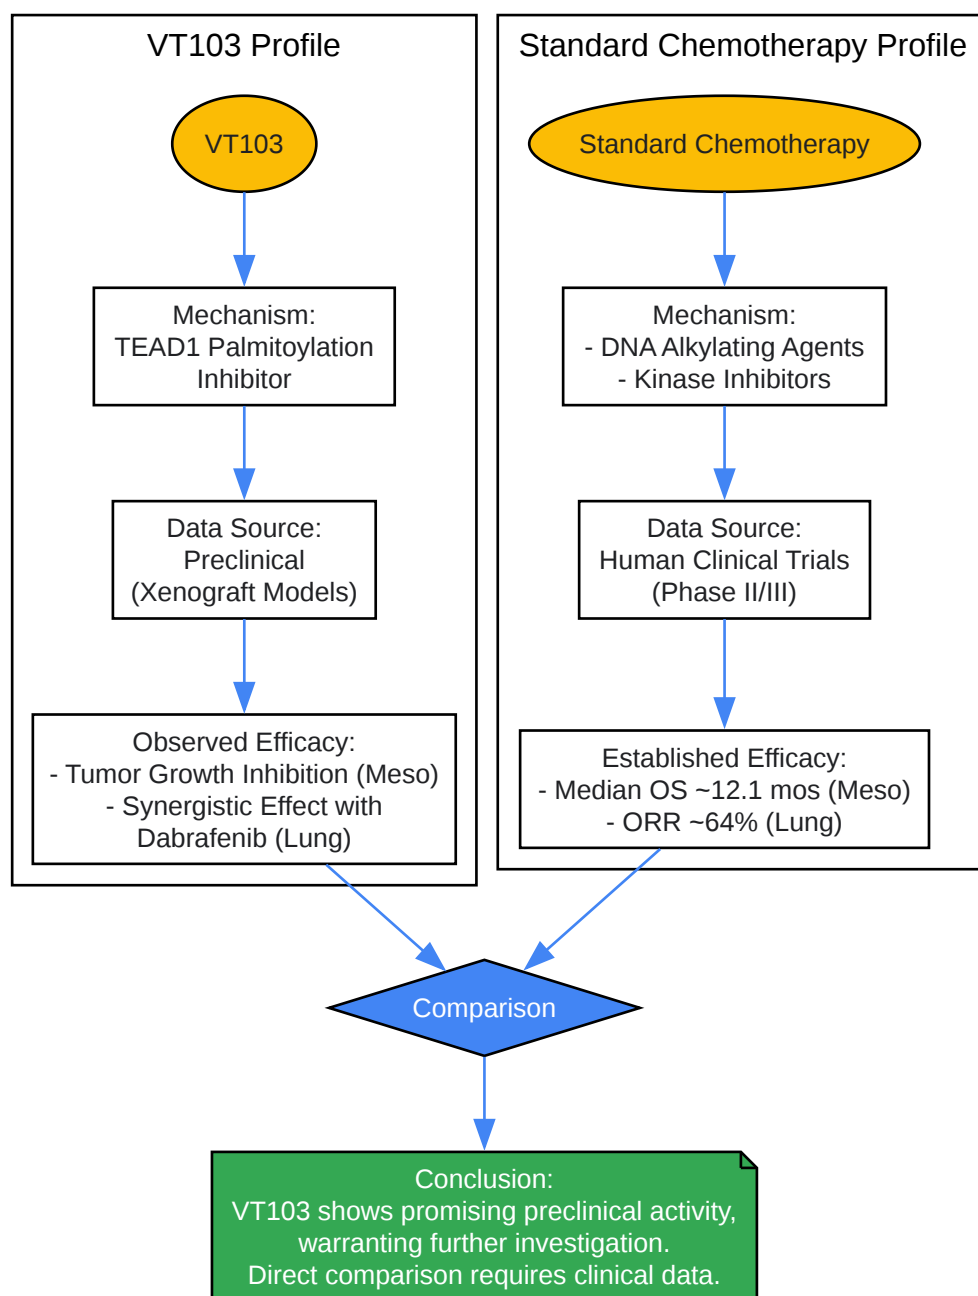 VT103 Profile
VT103
Mechanism:
TEAD1 Palmitoylation
Inhibitor
Data Source:
Preclinical
(Xenograft Models)
Observed Efficacy:
- Tumor Growth Inhibition (Meso)
- Synergistic Effect with
Dabrafenib (Lung)
Standard Chemotherapy Profile
Standard Chemotherapy
Mechanism:
- DNA Alkylating Agents
- Kinase Inhibitors
Data Source:
Human Clinical Trials
(Phase II/III)
Established Efficacy:
- Median OS ~12.1 mos (Meso)
- ORR ~64% (Lung)
Comparison
Conclusion:
VT103 shows promising preclinical activity,
warranting further investigation.
Direct comparison requires clinical data.